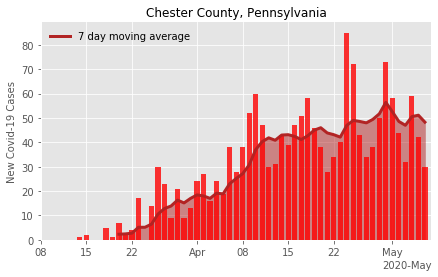 Chester County, Pennsylvania
7 day moving average
New Covid-19 Cases
80
70
60
50
40
30
20
10
0
08 15 22 Apr 08 15 22 May
2020-May